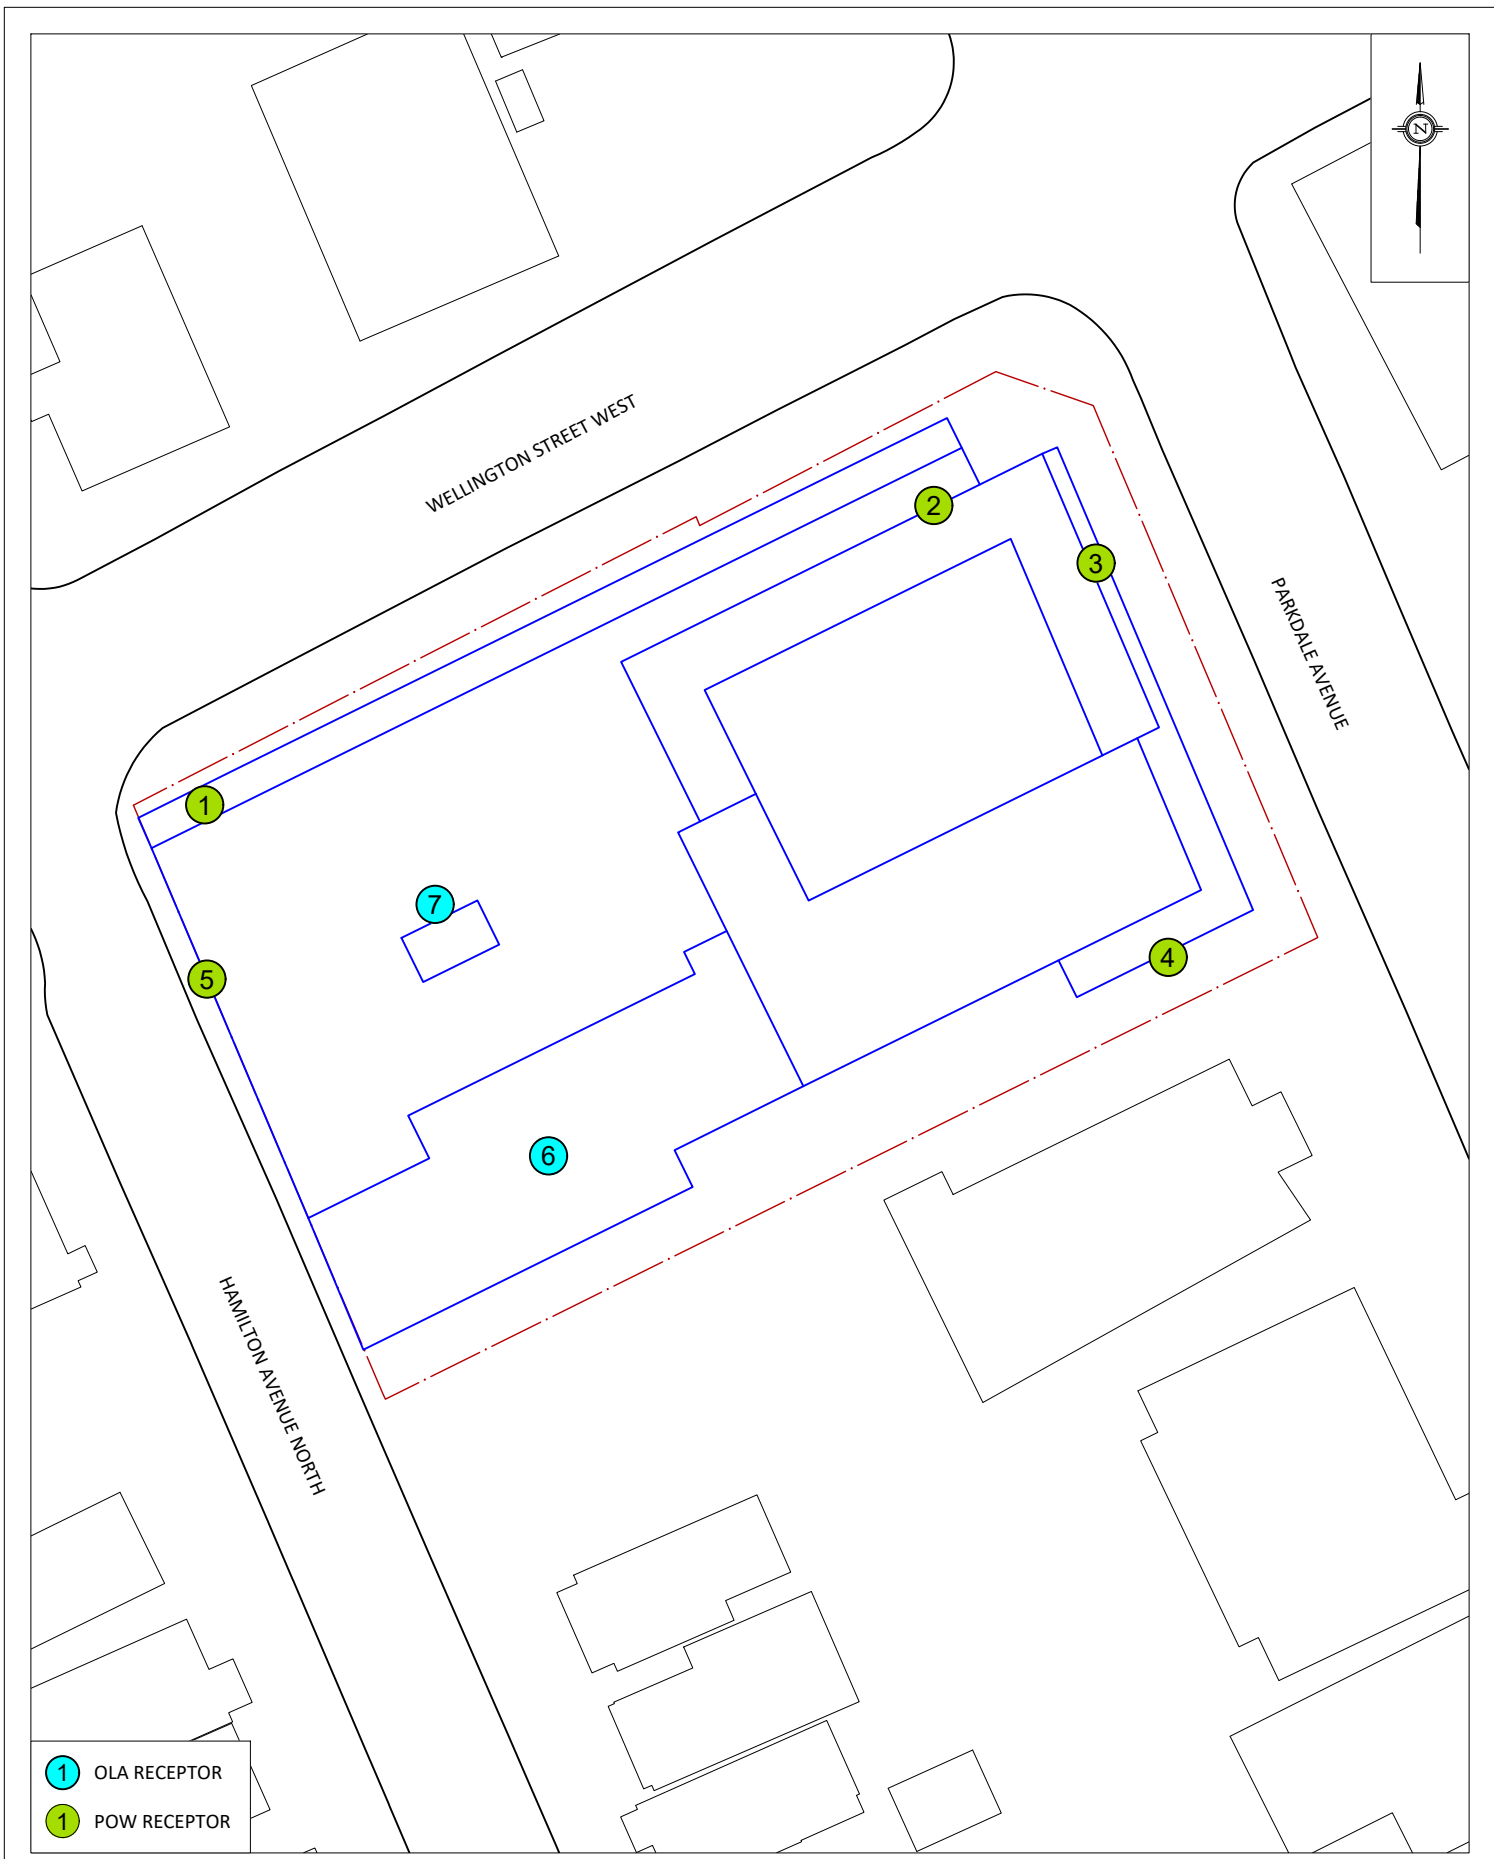 N
WELLINGTON STREET WEST
2
3
PARKDALE AVENUE
1
7
4
5
6
HAMILTON AVENUE NORTH
1 OLA RECEPTOR
1 POW RECEPTOR